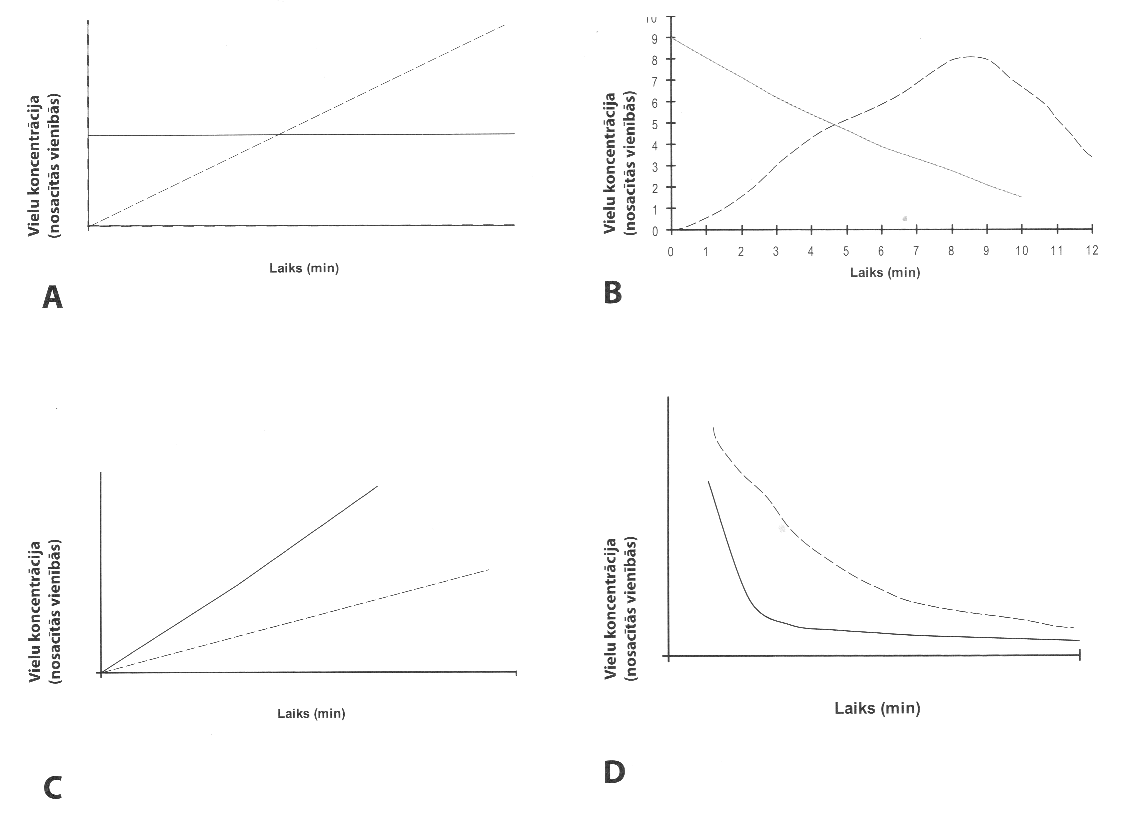 Vielu koncentrācija
(nosacītās vienībās)
Laiks (min)
A
10
9
8
7
6
5
4
3
2
1
0
0 1 2 3 4 5 6 7 8 9 10 11 12
Vielu koncentrācija
(nosacītās vienībās)
Laiks (min)
B
Vielu koncentrācija
(nosacītās vienībās)
Laiks (min)
C
Vielu koncentrācija
(nosacītās vienībās)
Laiks (min)
D